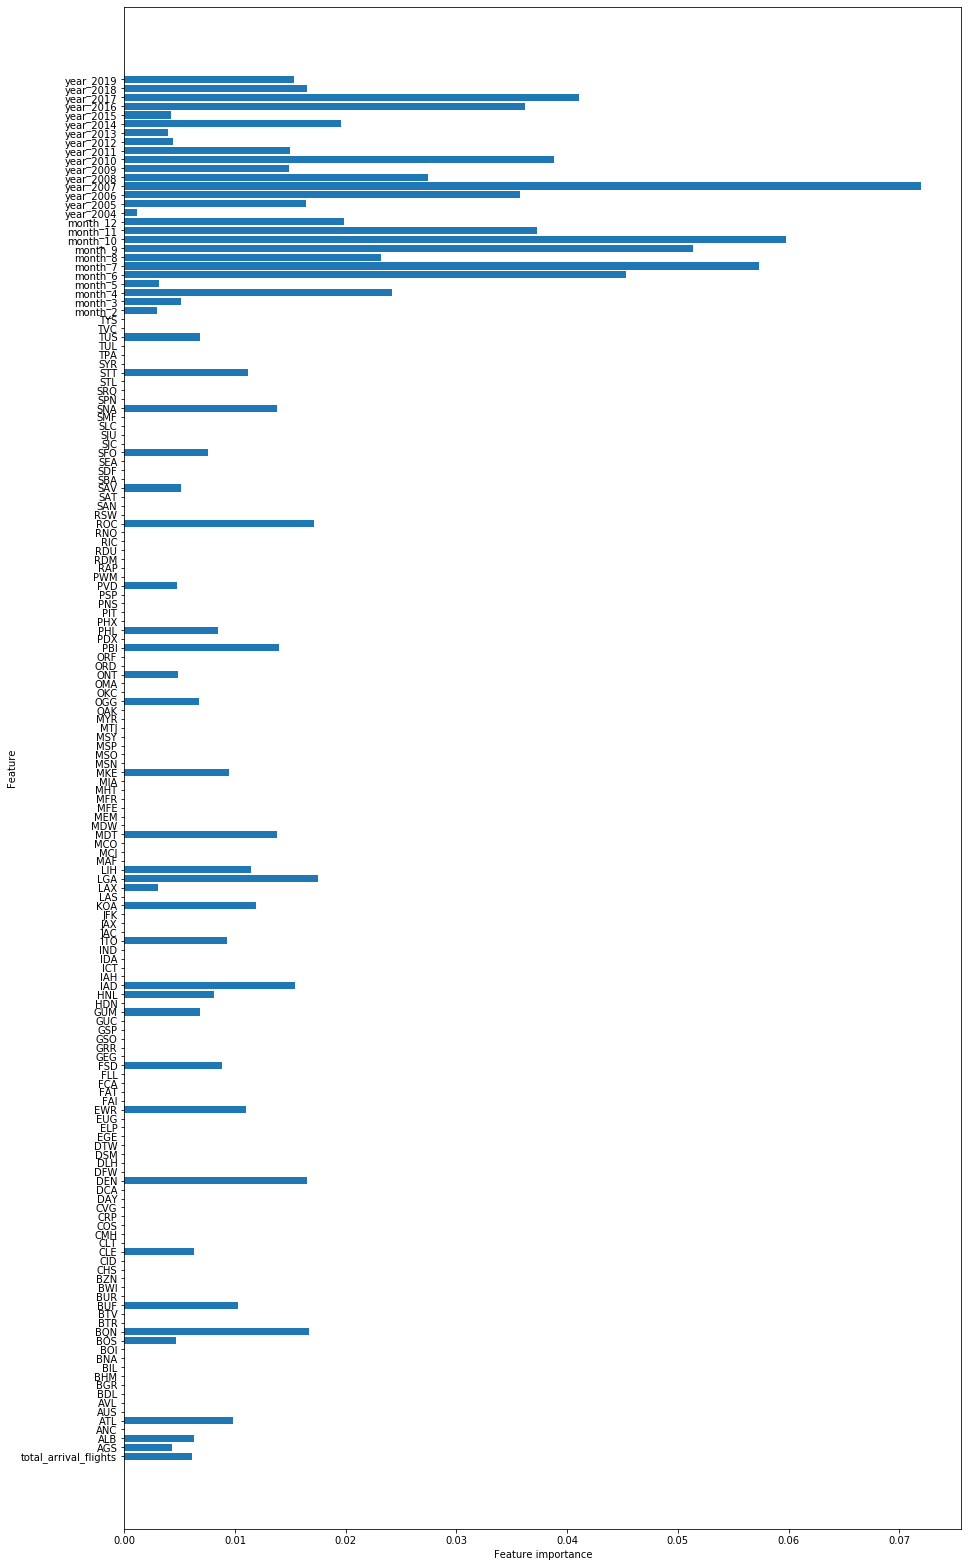 year_2019
year_2018
year_2017
year_2016
year_2015
year_2014
year_2013
year_2012
year_2011
year_2010
year_2009
year_2008
year_2007
year_2006
year_2005
year_2004
month_12
month_11
month_10
month_9
month_8
month_7
month_6
month_5
month_4
month_3
month_2
TYS
TVC
TUS
TUL
TPA
SYR
STT
STL
SRQ
SPN
SNA
SMF
SLC
SJU
SJC
SFO
SEA
SDF
SBA
SAV
SAT
SAN
RSW
ROC
RNO
RIC
RDU
RDM
RAP
PWM
PVD
PSP
PNS
PIT
PHX
PHL
PDX
PBI
ORF
ORD
ONT
OMA
OKC
OGG
OAK
MYR
MTJ
MSY
MSP
MSO
MSN
MKE
MIA
MHT
MFR
MFE
MEM
MDW
MDT
MCO
MCI
MAF
LIH
LGA
LAX
LAS
KOA
JFK
JAX
JAC
ITO
IND
IDA
ICT
IAH
IAD
HNL
HDN
GUM
GUC
GSP
GSO
GRR
GEG
FSD
FLL
FCA
FAT
FAI
EWR
EUG
ELP
EGE
DTW
DSM
DLH
DFW
DEN
DCA
DAY
CVG
CRP
COS
CMH
CLT
CLE
CID
CHS
BZN
BWI
BUR
BUF
BTV
BTR
BQN
BOS
BOI
BNA
BIL
BHM
BGR
BDL
AVL
AUS
ATL
ANC
ALB
AGS
total_arrival_flights
Feature
0.00 0.01 0.02 0.03 0.04 0.05 0.06 0.07
Feature importance